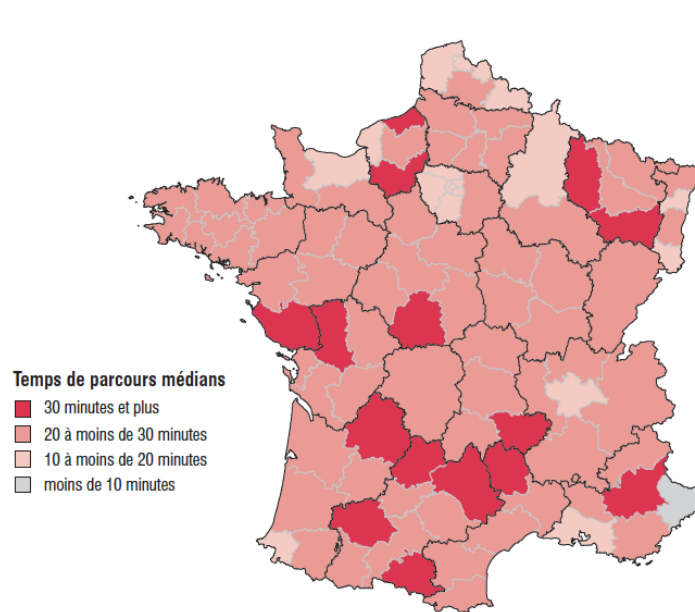 Temps de parcours médians
30 minutes et plus
20 à moins de 30 minutes
10 à moins de 20 minutes
moins de 10 minutes